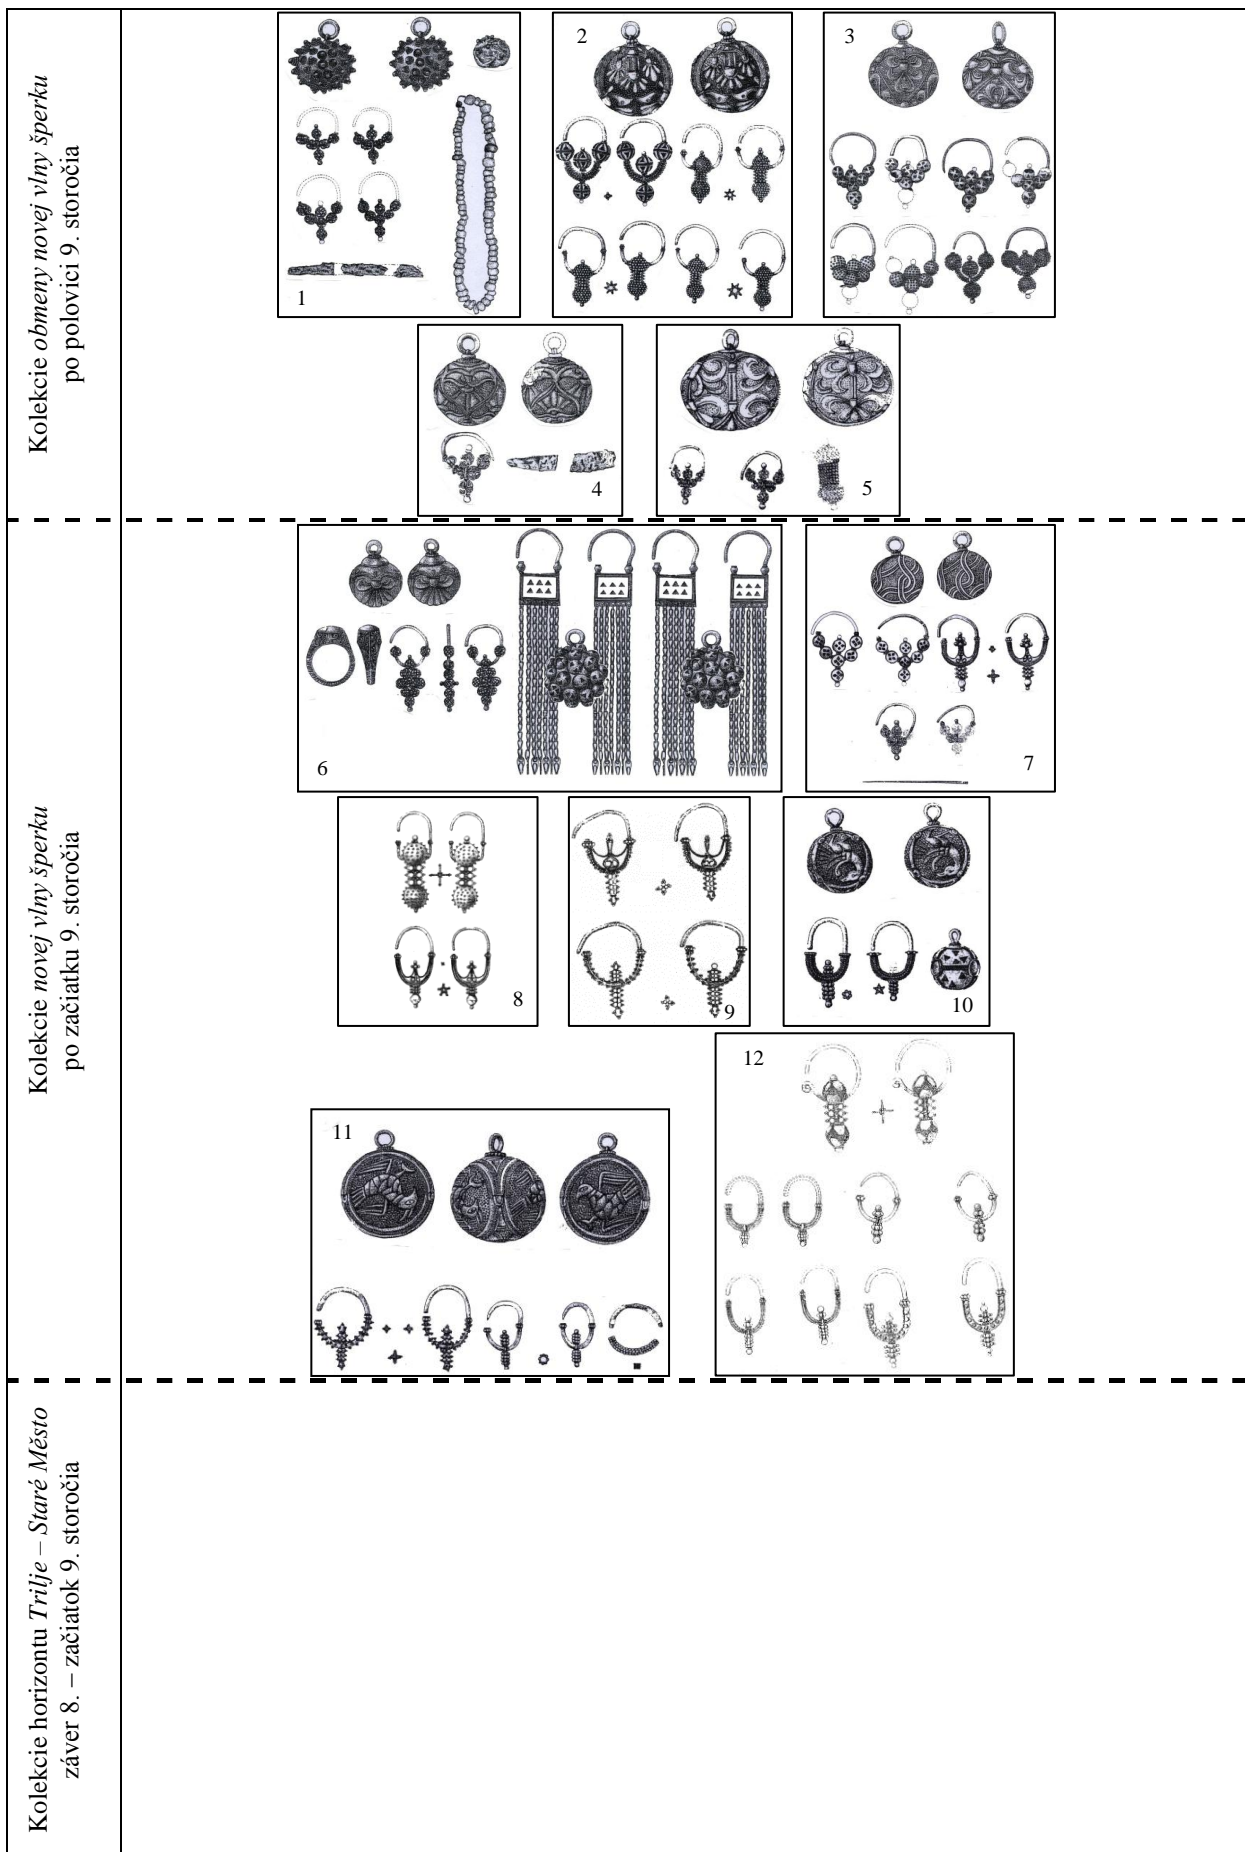 Kolekcie obmeny novej vlny šperku
po polovici 9. storočia
1
2
3
4
5
Kolekcie novej vlny šperku
po začiatku 9. storočia
6
7
8
9
10
11
12
Kolekcie horizontu Trilje – Staré Město
záver 8. – začiatok 9. storočia